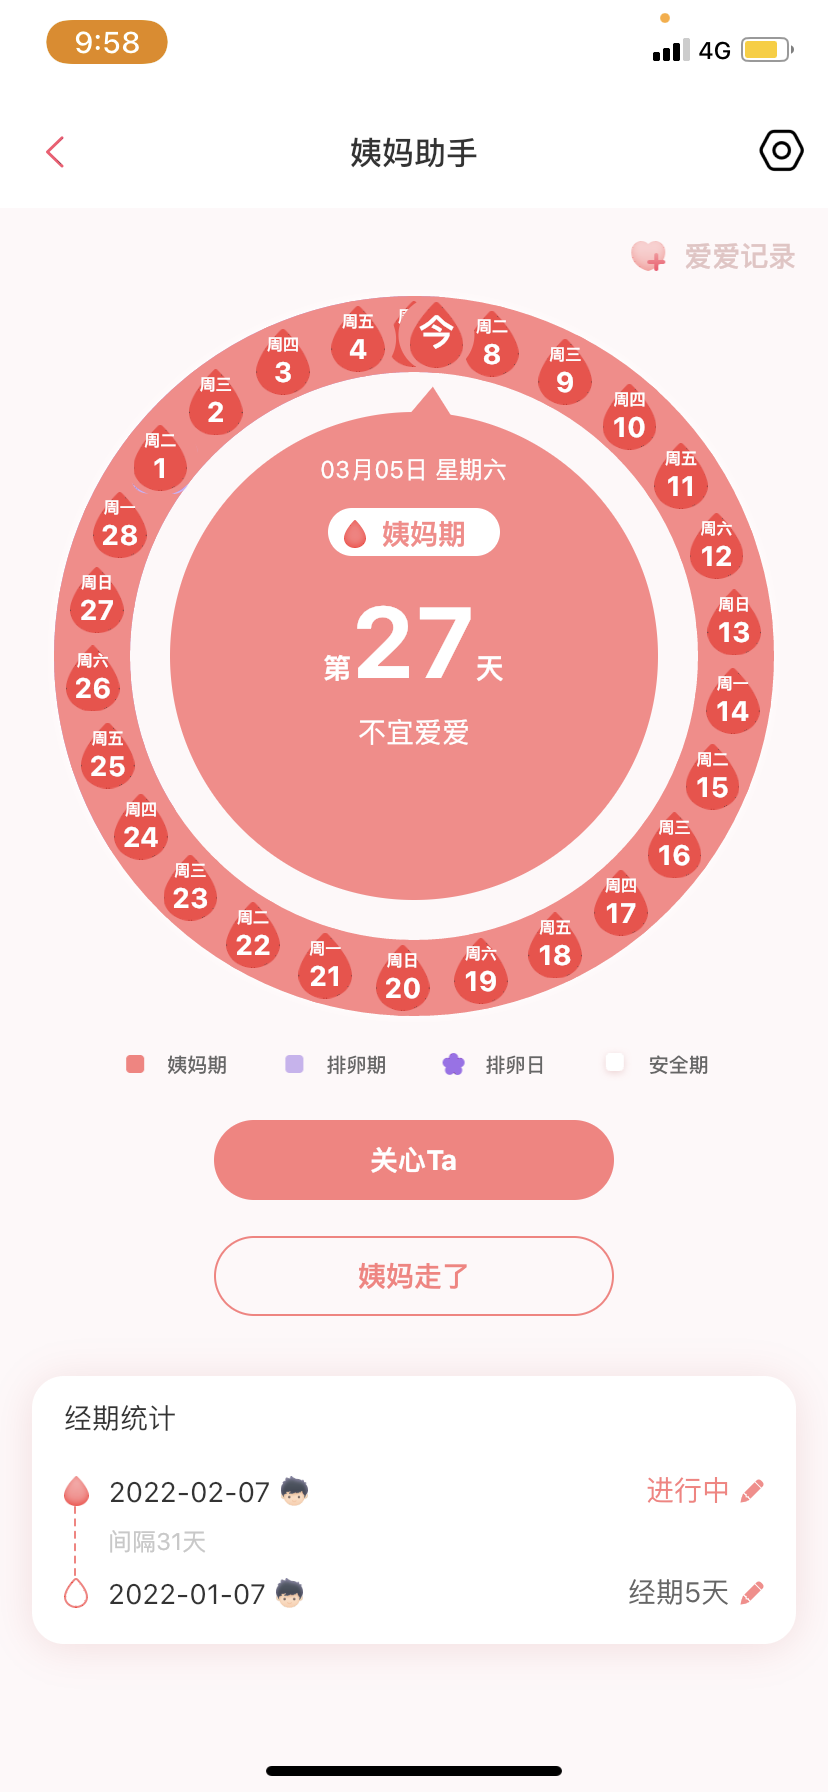 9:58
4G
姨妈助手
爱爱记录
今
周二
8
周三
9
周四
10
周五
11
周六
12
周日
13
周一
14
周二
15
周三
16
周四
17
周五
18
周六
19
周日
20
周一
21
周二
22
周三
23
周四
24
周五
25
周六
26
周日
27
周一
28
周二
1
周三
2
周四
3
周五
4
03月05日 星期六
姨妈期
第27天
不宜爱爱
姨妈期 排卵期 排卵日 安全期
关心Ta
姨妈走了
经期统计
2022-02-07 进行中
间隔31天
2022-01-07 经期5天